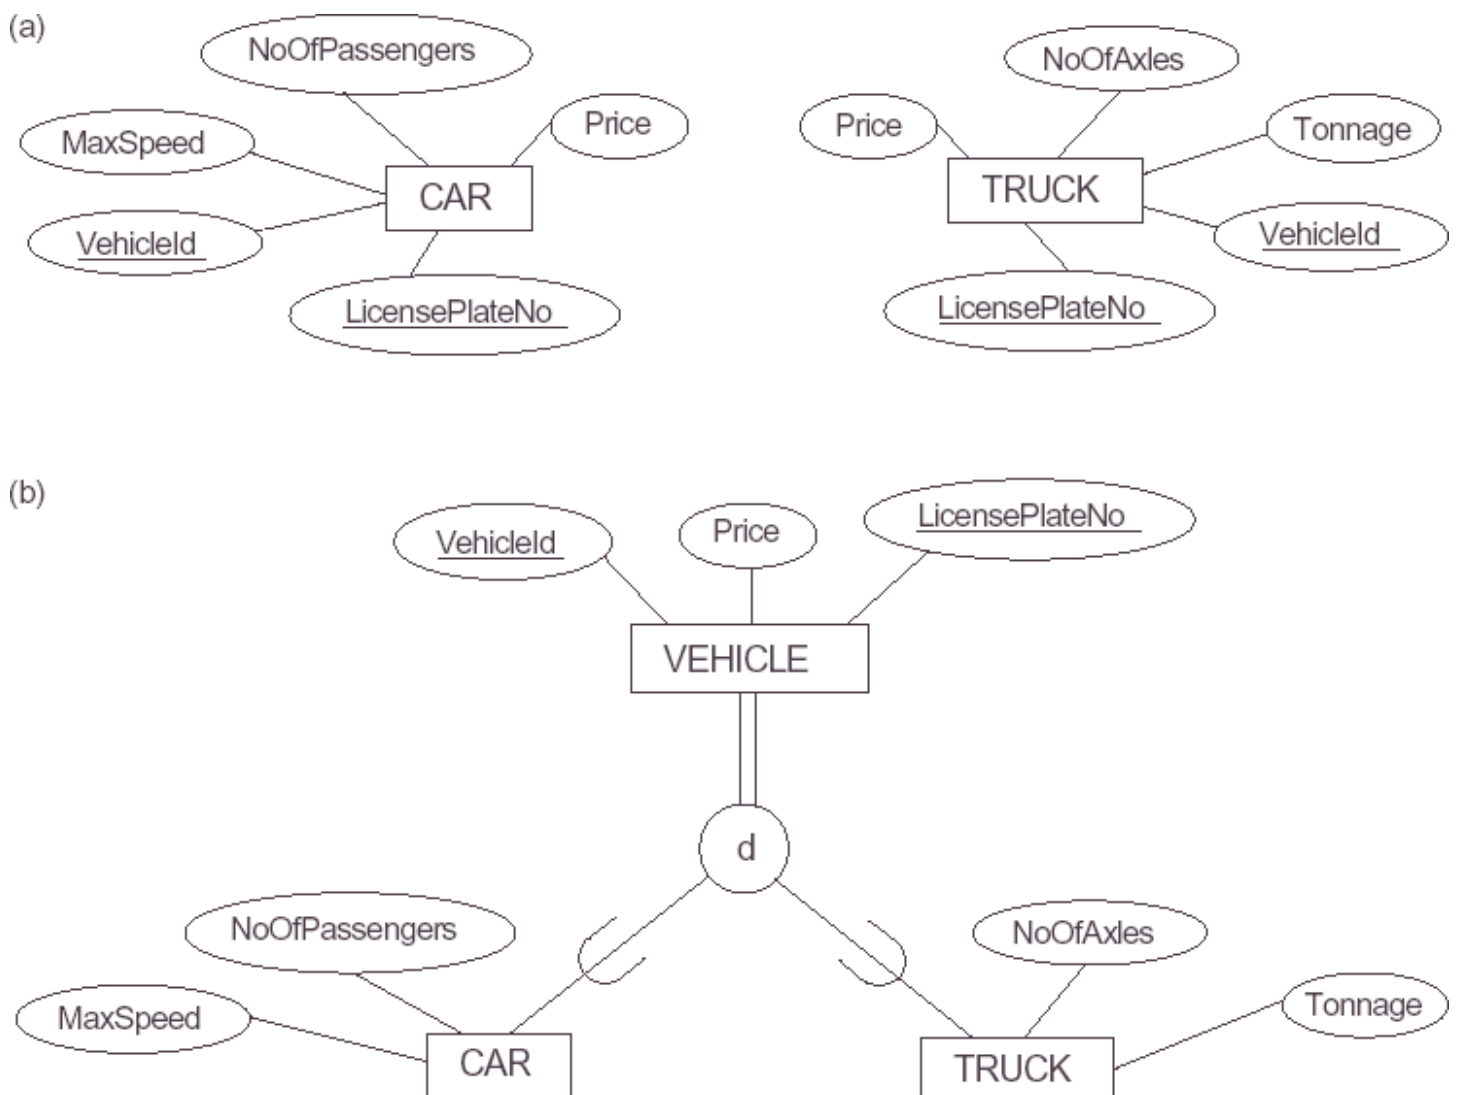 (a)
NoOfPassengers
NoOfAxles
MaxSpeed
Price
Price
Tonnage
CAR
TRUCK
VehicleId
VehicleId
LicensePlateNo
LicensePlateNo
(b)
VehicleId
Price
LicensePlateNo
VEHICLE
d
NoOfPassengers
NoOfAxles
MaxSpeed
Tonnage
CAR
TRUCK